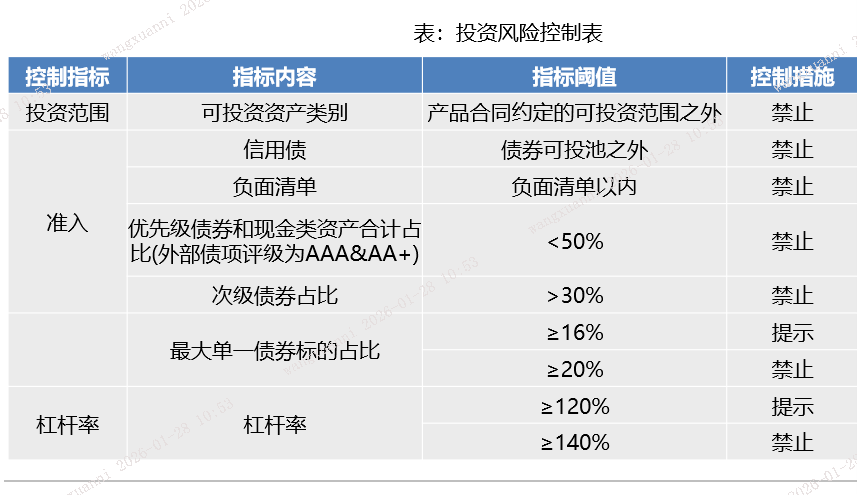 表：投资风险控制表
控制指标 指标内容 指标阈值 控制措施
投资范围 可投资资产类别 产品合同约定的可投资范围之外 禁止
准入 信用债 债券可投池之外 禁止
负面清单 负面清单以内 禁止
优先级债券和现金类资产合计占
比(外部债项评级为AAA&AA+) <50% 禁止
次级债券占比 >30% 禁止
最大单一债券标的占比 ≥16% 提示
≥20% 禁止
杠杆率 杠杆率 ≥120% 提示
≥140% 禁止
wangxuanni 2026-01-28 10:53